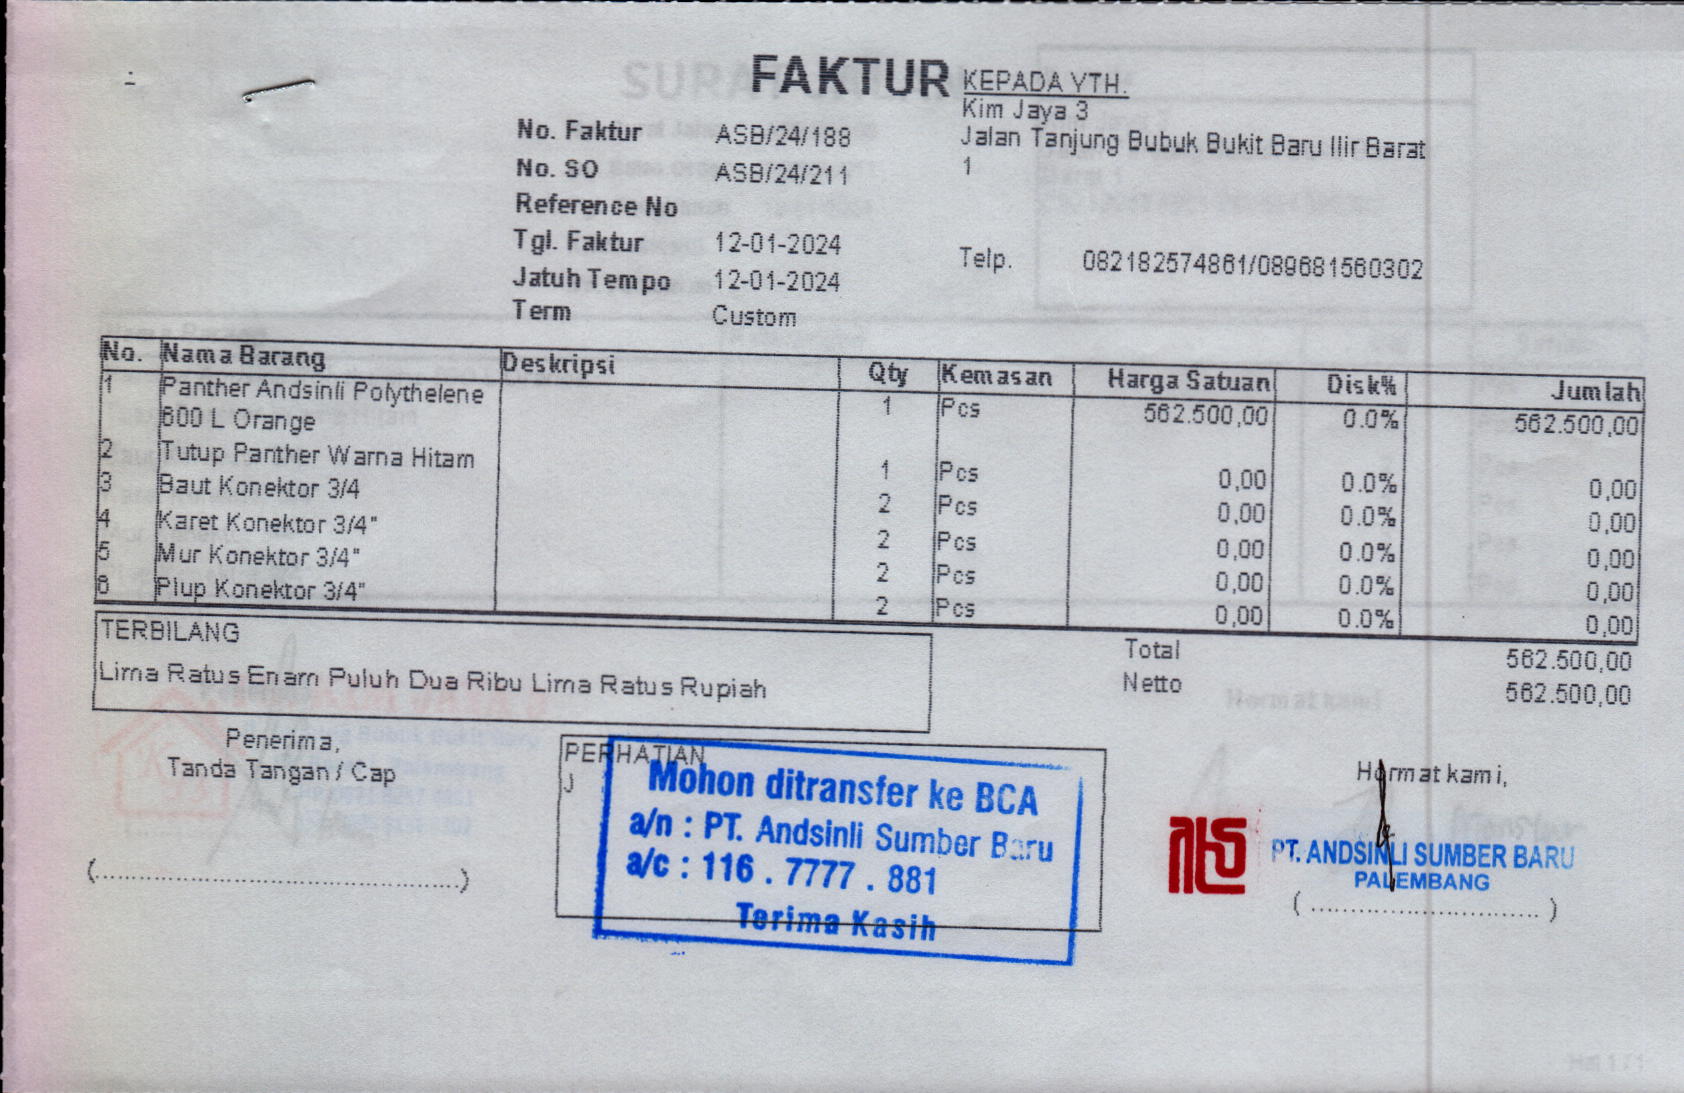 FAKTUR
KEPADA YTH.
Kim Jaya 3
Jalan Tanjung Bubuk Bukit Baru Ilir Barat
1
Telp. 082182574861/089681560302
No. Faktur ASB/24/188
No. SO ASB/24/211
Reference No
Tgl. Faktur 12-01-2024
Jatuh Tempo 12-01-2024
Term Custom
No. Nama Barang Deskripsi Qty Kemasan Harga Satuan Disk% Jumlah
1 Panther Andsinli Polythelene 1 Pcs 562.500,00 0.0% 562.500,00
600 L Orange
2 Tutup Panther Warna Hitam 1 Pcs 0,00 0.0% 0,00
3 Baut Konektor 3/4 2 Pcs 0,00 0.0% 0,00
4 Karet Konektor 3/4" 2 Pcs 0,00 0.0% 0,00
5 Mur Konektor 3/4" 2 Pcs 0,00 0.0% 0,00
6 Plup Konektor 3/4" 2 Pcs 0,00 0.0% 0,00
TERBILANG
Lima Ratus Enam Puluh Dua Ribu Lima Ratus Rupiah
Total 562.500,00
Netto 562.500,00
Penerima,
Tanda Tangan / Cap
(............................................)
PERHATIAN
J
Mohon ditransfer ke BCA
a/n : PT. Andsinli Sumber Baru
a/c : 116 . 7777 . 881
Terima Kasih
Hormat kami,
PT. ANDSINLI SUMBER BARU
PALEMBANG
(............................)